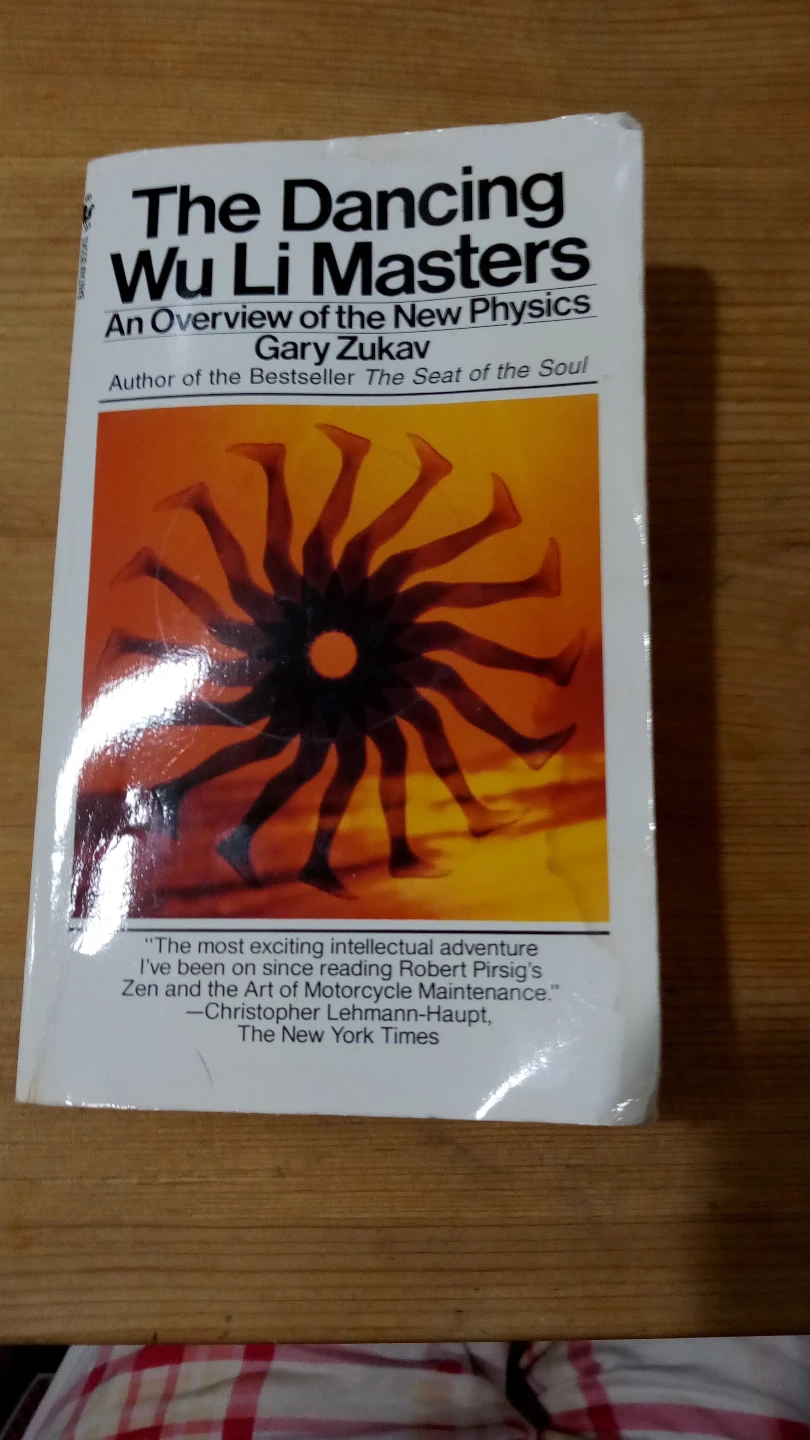 The Dancing
Wu Li Masters
An Overview of the New Physics
Gary Zukav
Author of the Bestseller The Seat of the Soul
"The most exciting intellectual adventure
I've been on since reading Robert Pirsig's
Zen and the Art of Motorcycle Maintenance."
—Christopher Lehmann-Haupt,
The New York Times